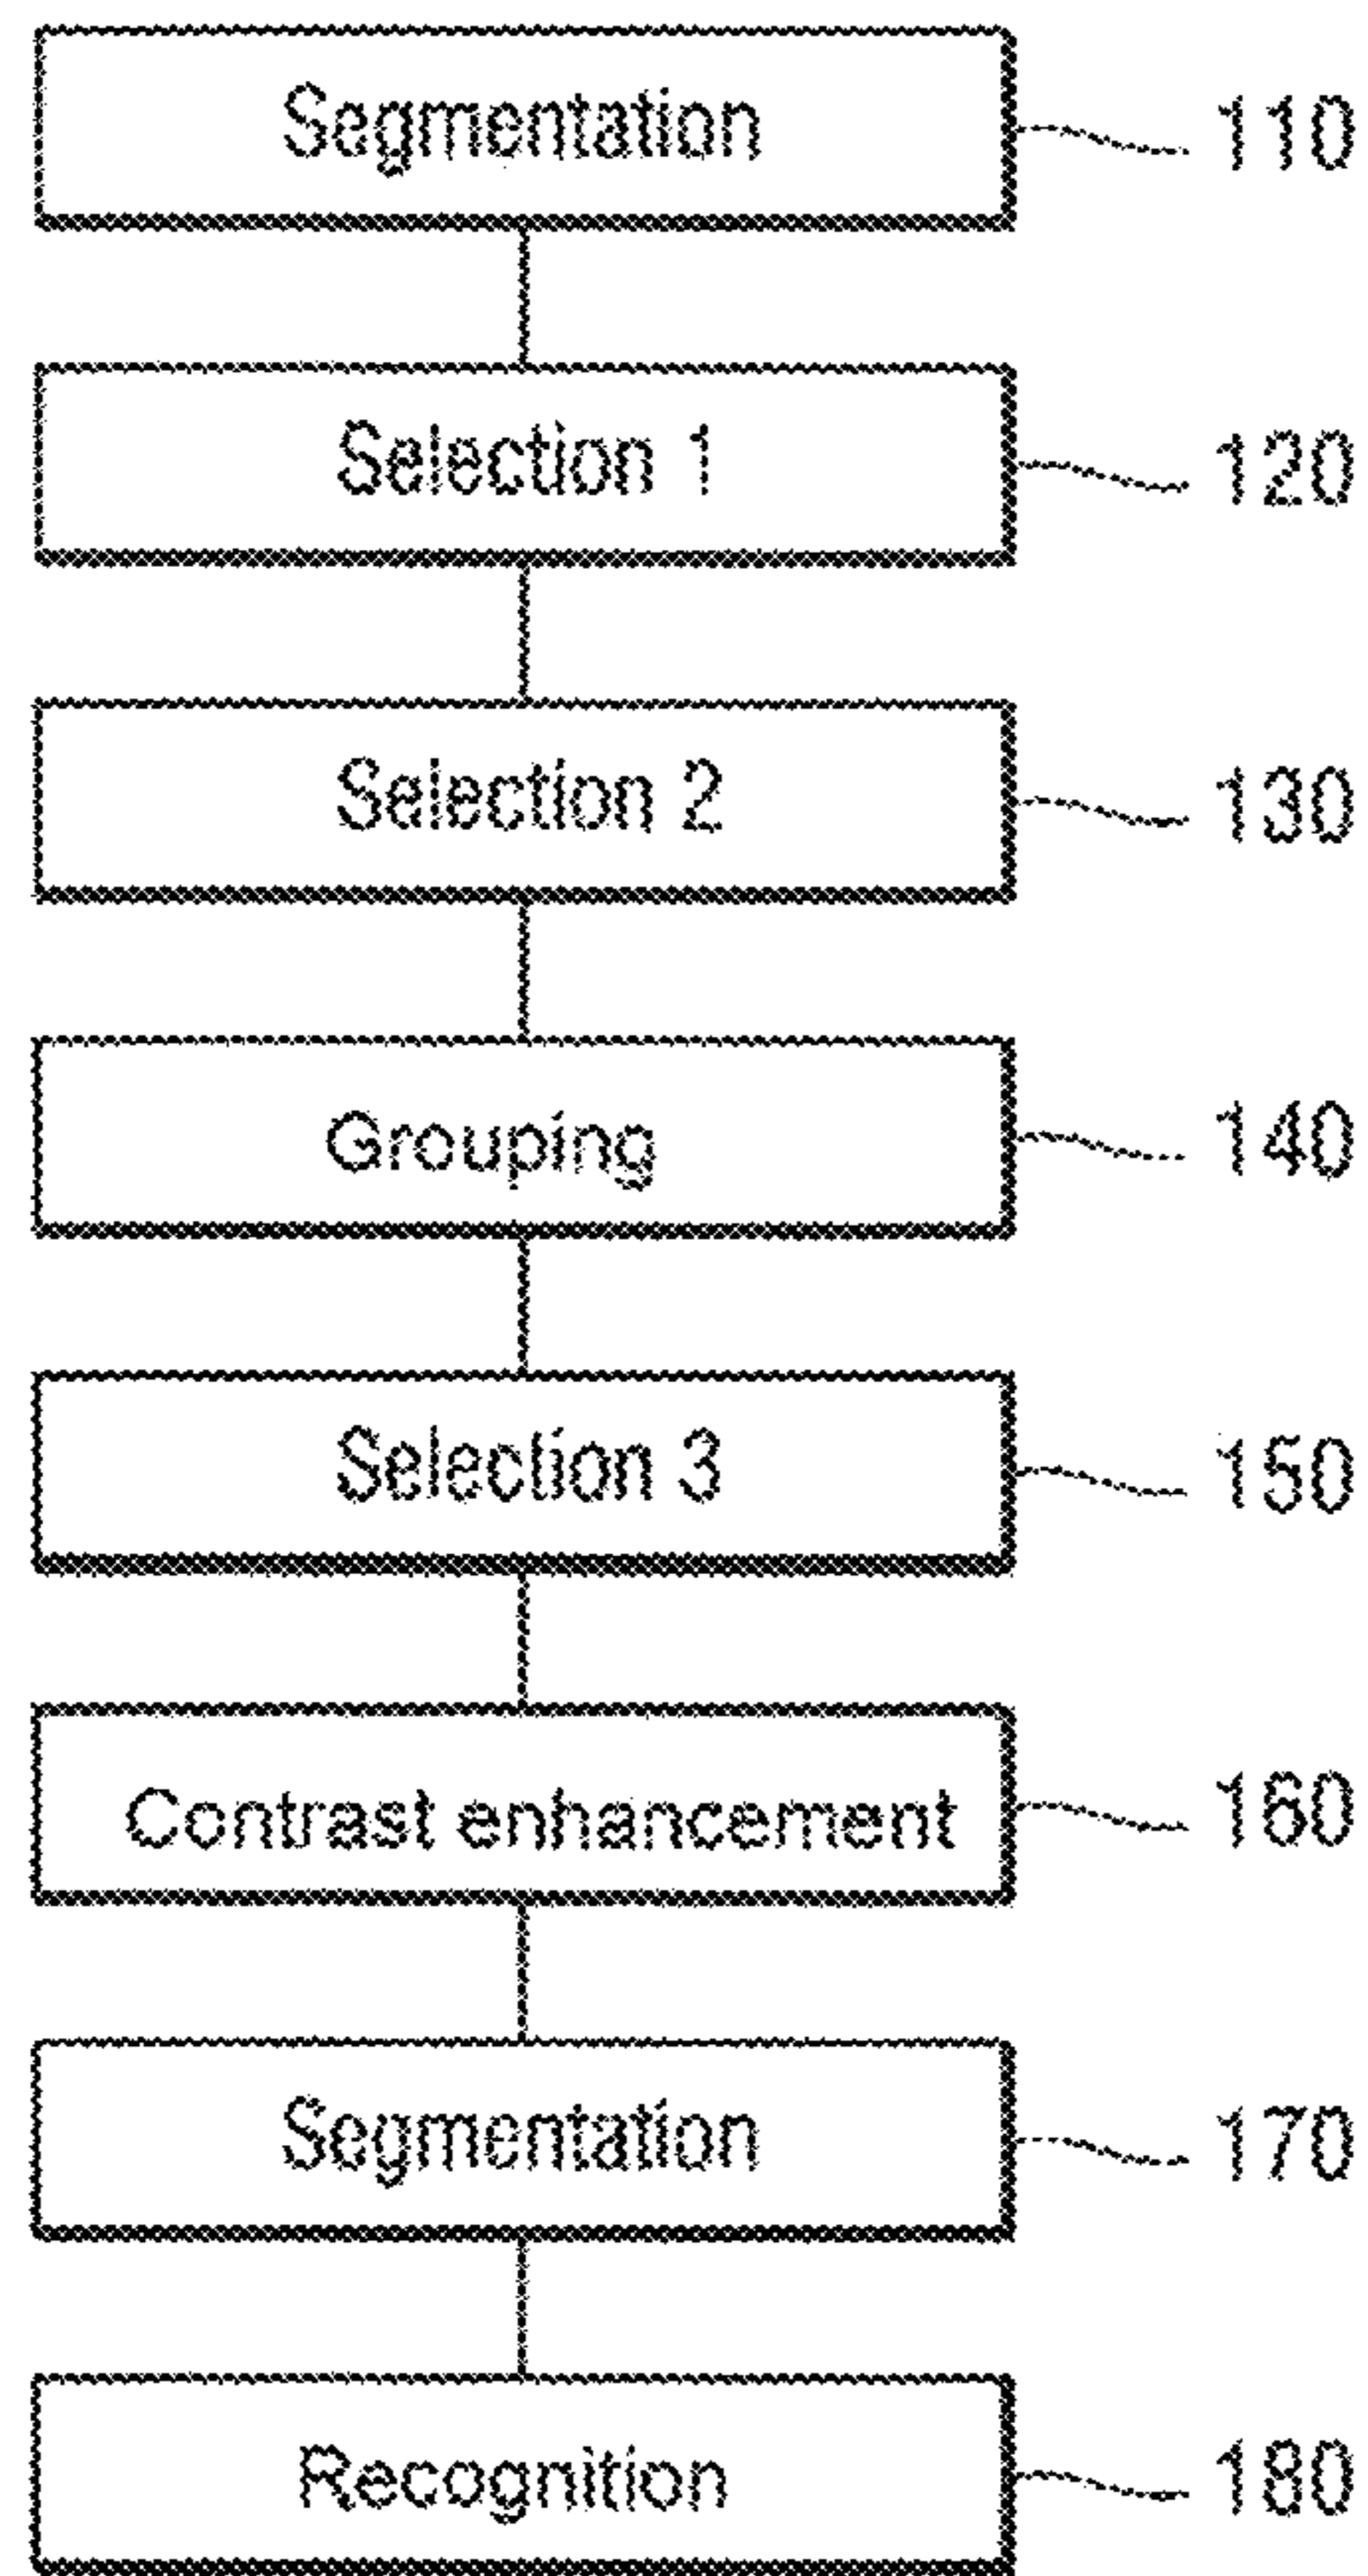 Segmentation 110
Selection 1 120
Selection 2 130
Grouping 140
Selection 3 150
Contrast enhancement 160
Segmentation 170
Recognition 180